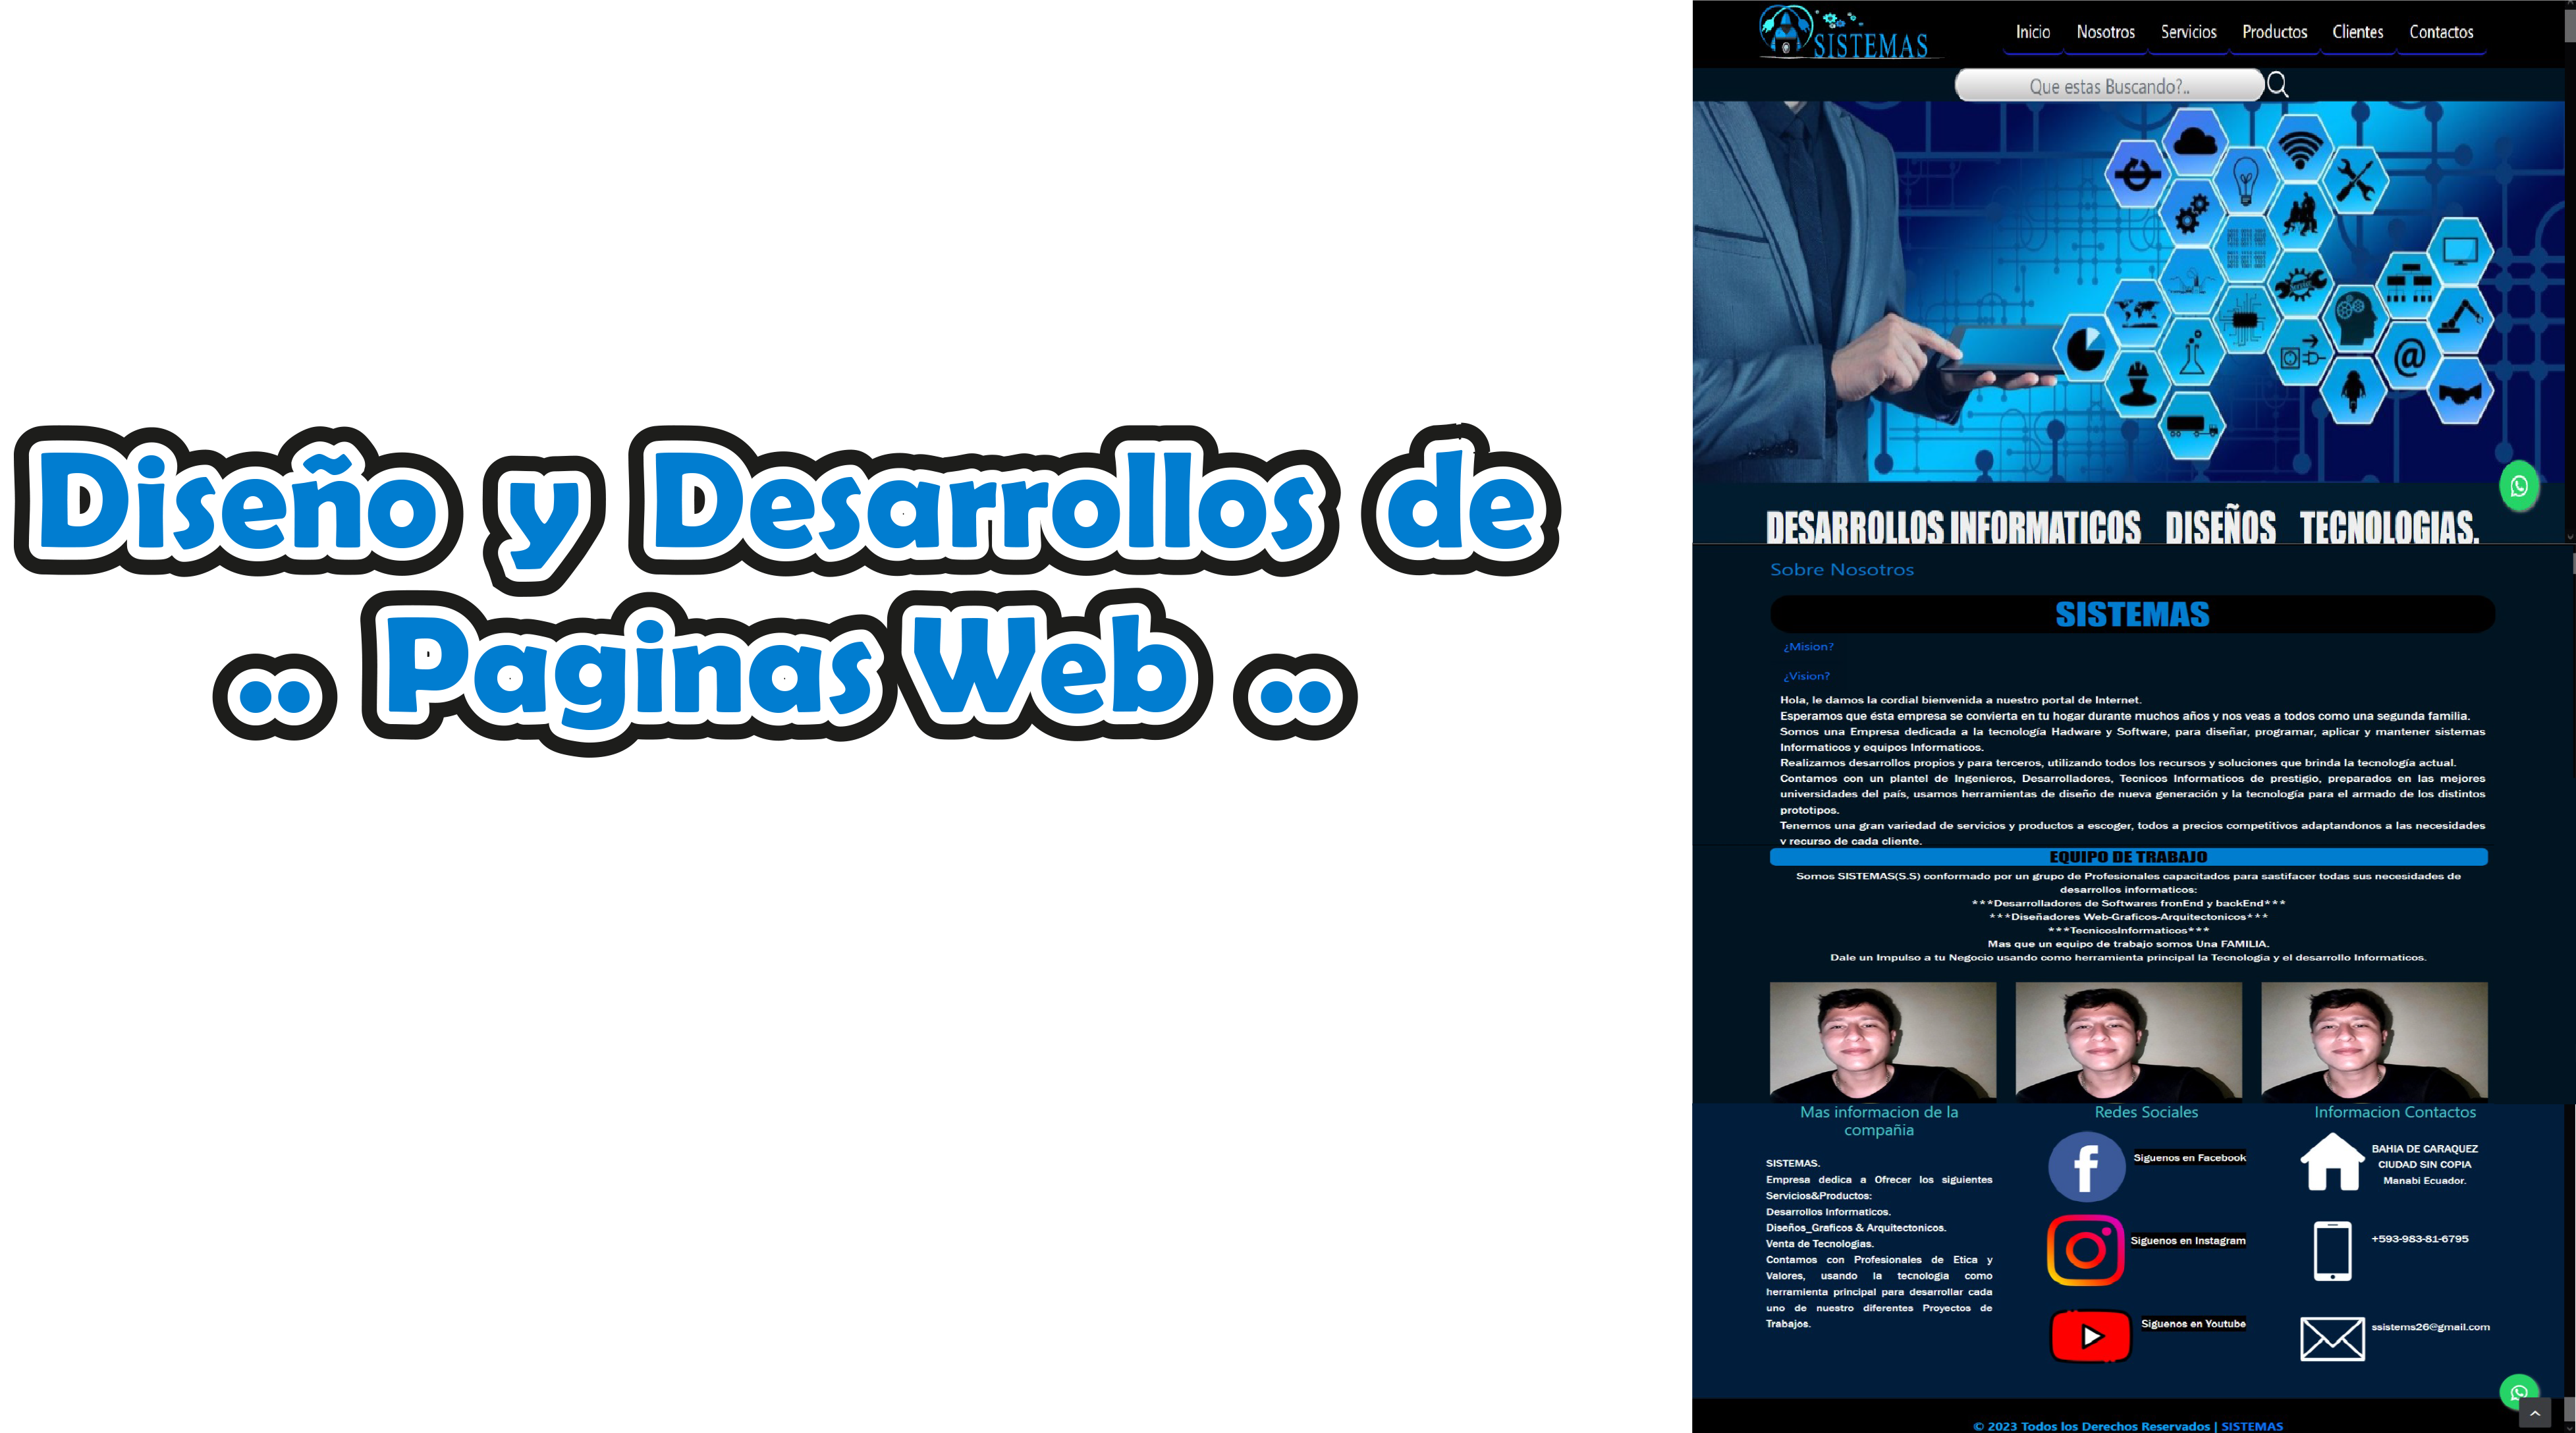 Diseño y Desarrollos de
.. Paginas Web ..
SISTEMAS
Inicio Nosotros Servicios Productos Clientes Contactos
Que estas Buscando?..
DESARROLLOS INFORMATICOS DISEÑOS TECNOLOGIAS.
Sobre Nosotros
SISTEMAS
¿Mision?
¿Vision?
Hola, le damos la cordial bienvenida a nuestro portal de Internet.
Esperamos que ésta empresa se convierta en tu hogar durante muchos años y nos veas a todos como una segunda familia.
Somos una Empresa dedicada a la tecnología Hadware y Software, para diseñar, programar, aplicar y mantener sistemas
Informaticos y equipos Informaticos.
Realizamos desarrollos propios y para terceros, utilizando todos los recursos y soluciones que brinda la tecnología actual.
Contamos con un plantel de Ingenieros, Desarrolladores, Tecnicos Informaticos de prestigio, preparados en las mejores
universidades del país, usamos herramientas de diseño de nueva generación y la tecnología para el armado de los distintos
prototipos.
Tenemos una gran variedad de servicios y productos a escoger, todos a precios competitivos adaptandonos a las necesidades
y recurso de cada cliente.
EQUIPO DE TRABAJO
Somos SISTEMAS(S.S) conformado por un grupo de Profesionales capacitados para sastifacer todas sus necesidades de
desarrollos informaticos:
***Desarrolladores de Softwares fronEnd y backEnd***
***Diseñadores Web-Graficos-Arquitectonicos***
***TecnicosInformaticos***
Mas que un equipo de trabajo somos Una FAMILIA.
Dale un Impulso a tu Negocio usando como herramienta principal la Tecnologia y el desarrollo Informaticos.
Mas informacion de la
compañia
SISTEMAS.
Empresa dedica a Ofrecer los siguientes
Servicios&Productos:
Desarrollos Informaticos.
Diseños_Graficos & Arquitectonicos.
Venta de Tecnologias.
Contamos con Profesionales de Etica y
Valores, usando la tecnologia como
herramienta principal para desarrollar cada
uno de nuestro diferentes Proyectos de
Trabajos.
Redes Sociales
Siguenos en Facebook
Siguenos en Instagram
Siguenos en Youtube
Informacion Contactos
BAHIA DE CARAQUEZ
CIUDAD SIN COPIA
Manabi Ecuador.
+593-983-81-6795
ssistems26@gmail.com
© 2023 Todos los Derechos Reservados | SISTEMAS